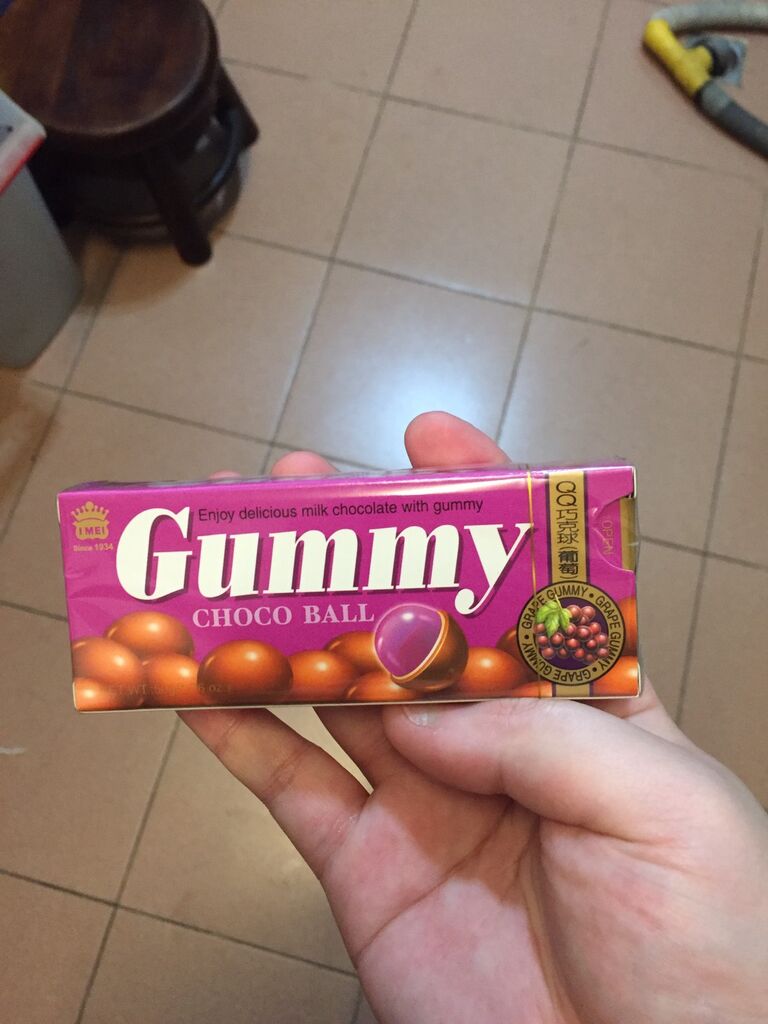 I MEI
Since 1934
Enjoy delicious milk chocolate with gummy
Gummy
CHOCO BALL
QQ巧克球(葡萄)
OPEN
GRAPE GUMMY • GRAPE GUMMY • GRAPE GUMMY •